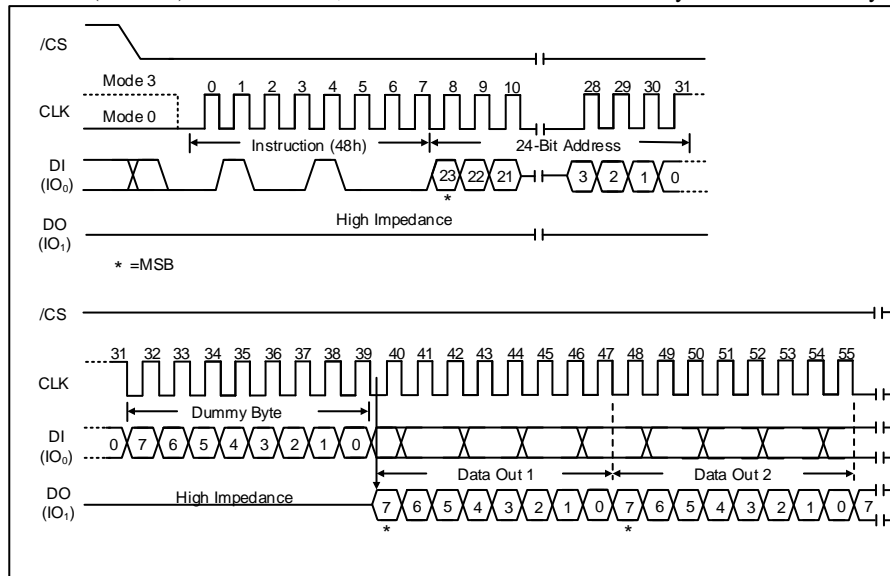 /CS
Mode 3
0 1 2 3 4 5 6 7 8 9 10 28 29 30 31
CLK
Mode 0
Instruction (48h) 24-Bit Address
DI
(IO₀)
23 22 21 3 2 1 0
*
DO
(IO₁)
High Impedance
* =MSB
/CS
31 32 33 34 35 36 37 38 39 40 41 42 43 44 45 46 47 48 49 50 51 52 53 54 55
CLK
Dummy Byte
DI
(IO₀)
0 7 6 5 4 3 2 1 0
Data Out 1 Data Out 2
DO
(IO₁)
High Impedance
7 6 5 4 3 2 1 0 7 6 5 4 3 2 1 0 7
* *